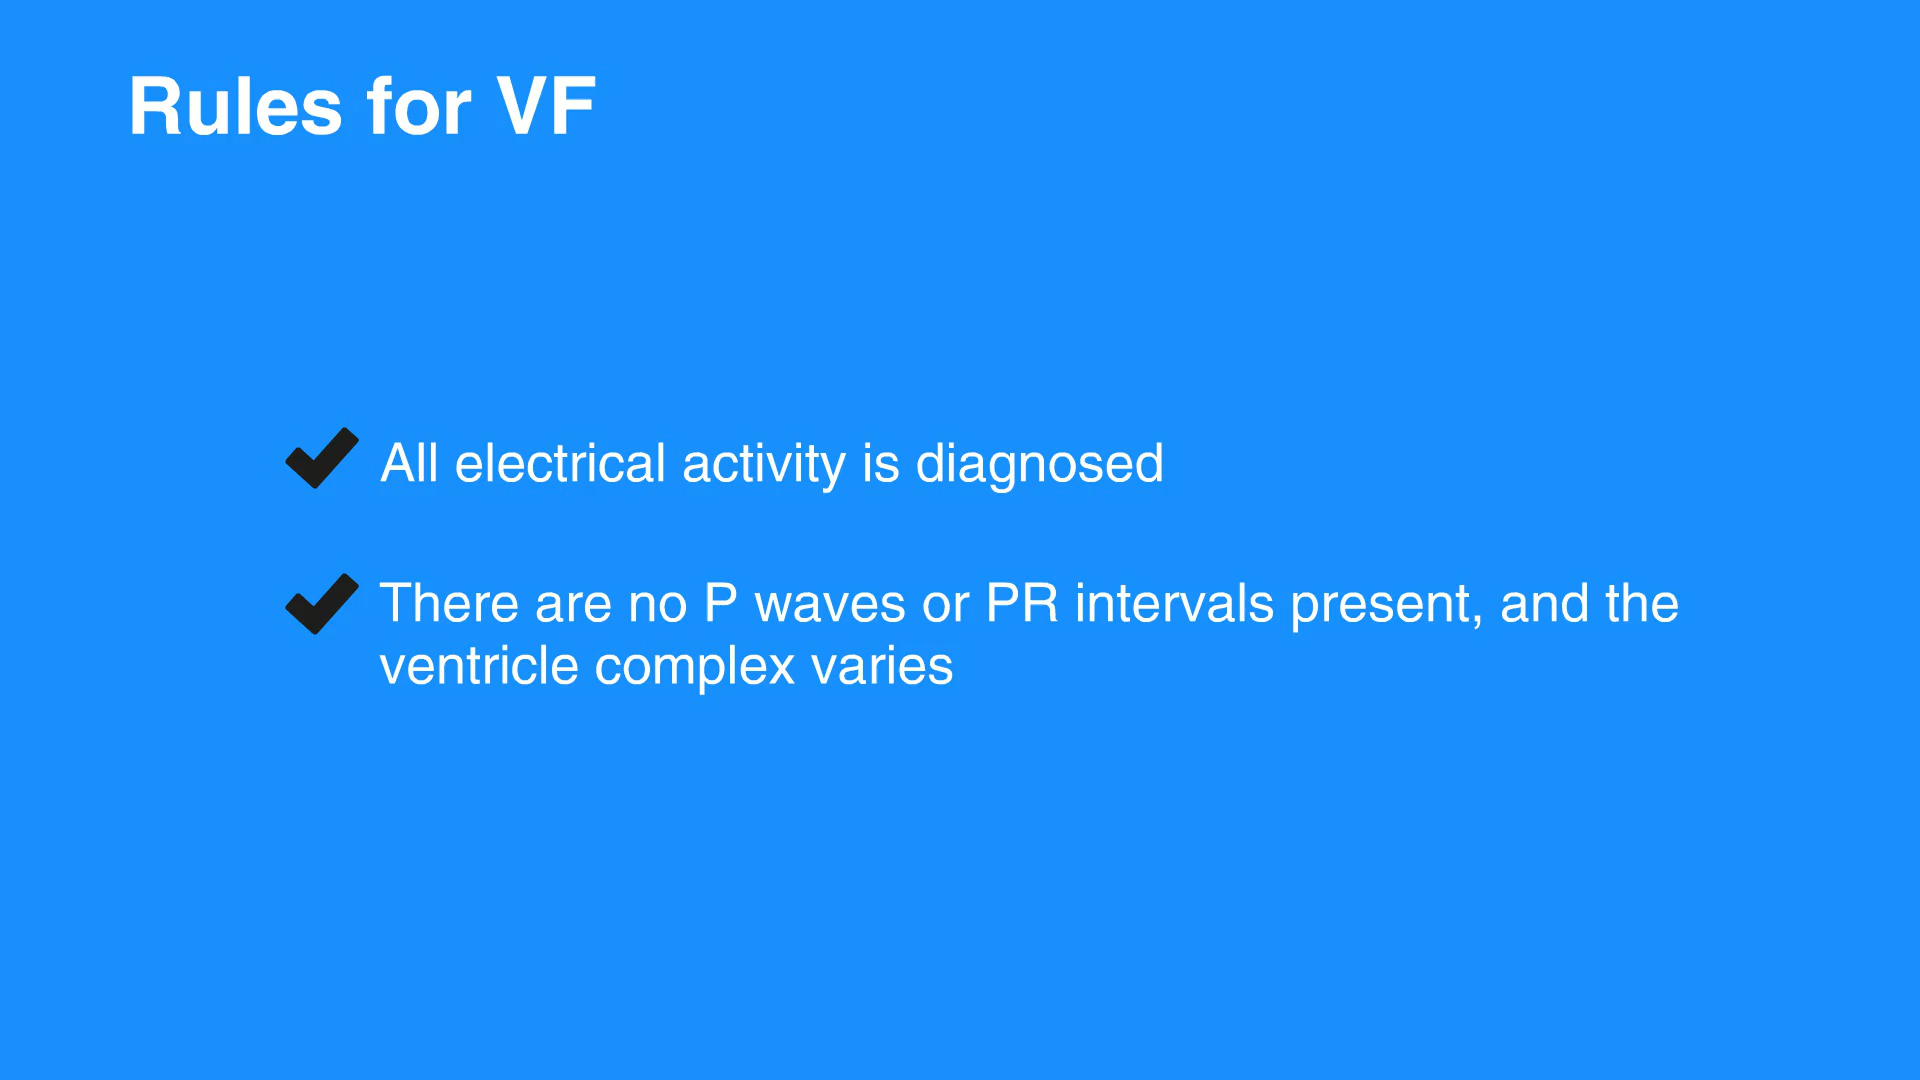 Rules for VF
All electrical activity is diagnosed
There are no P waves or PR intervals present, and the
ventricle complex varies